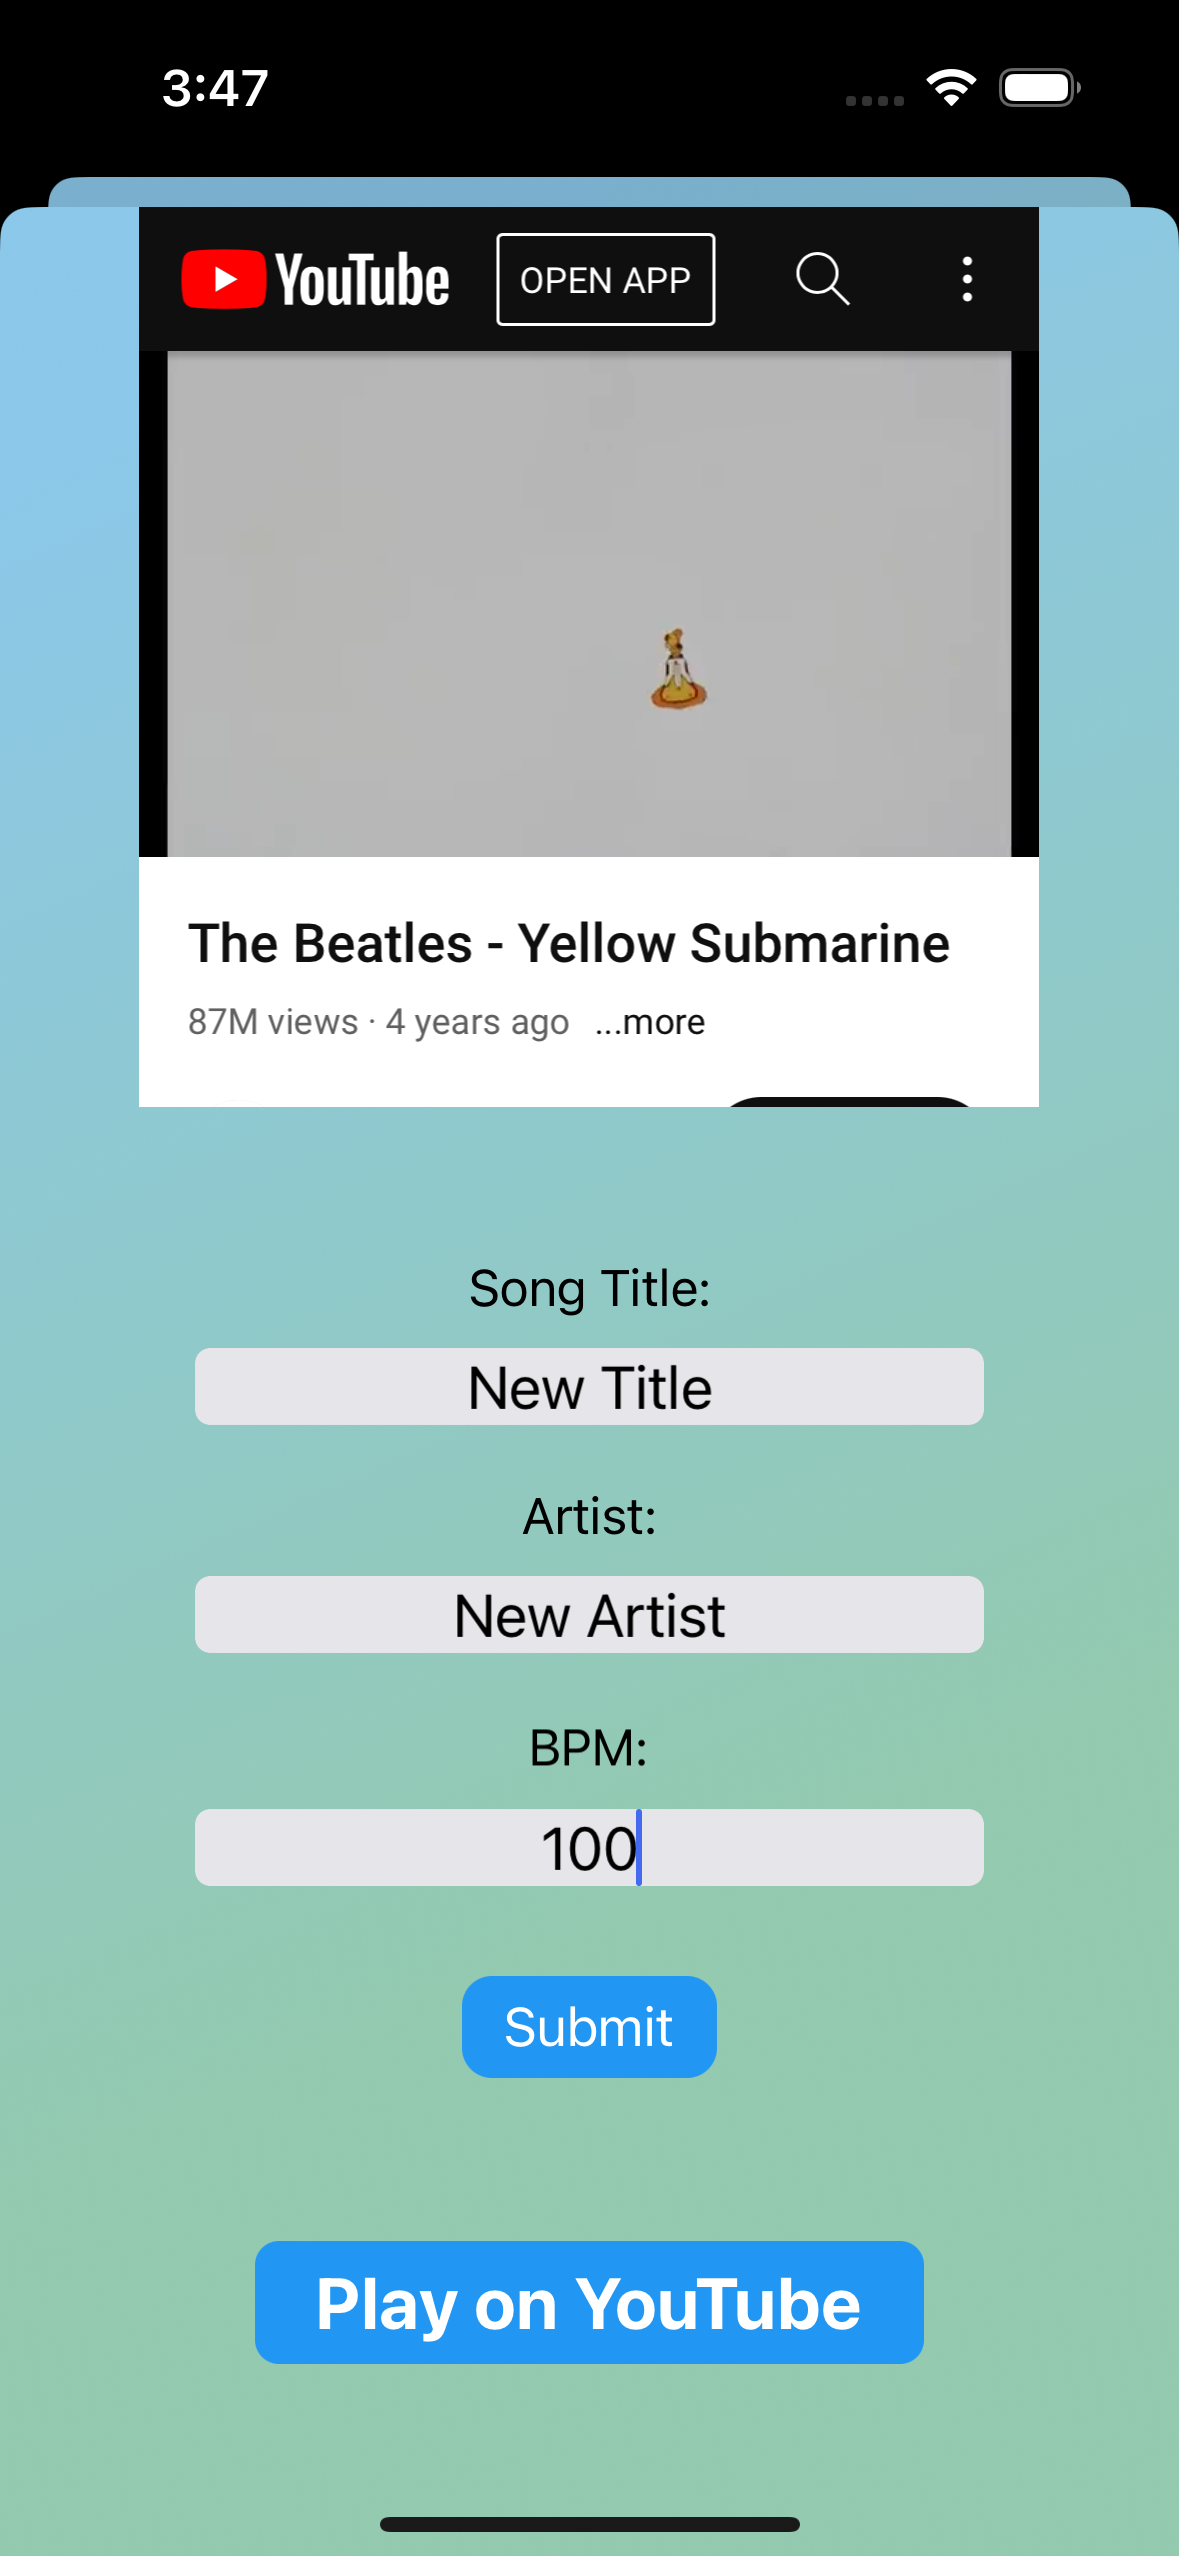 3:47
YouTube
OPEN APP
The Beatles - Yellow Submarine
87M views · 4 years ago ...more
Song Title:
New Title
Artist:
New Artist
BPM:
100
Submit
Play on YouTube